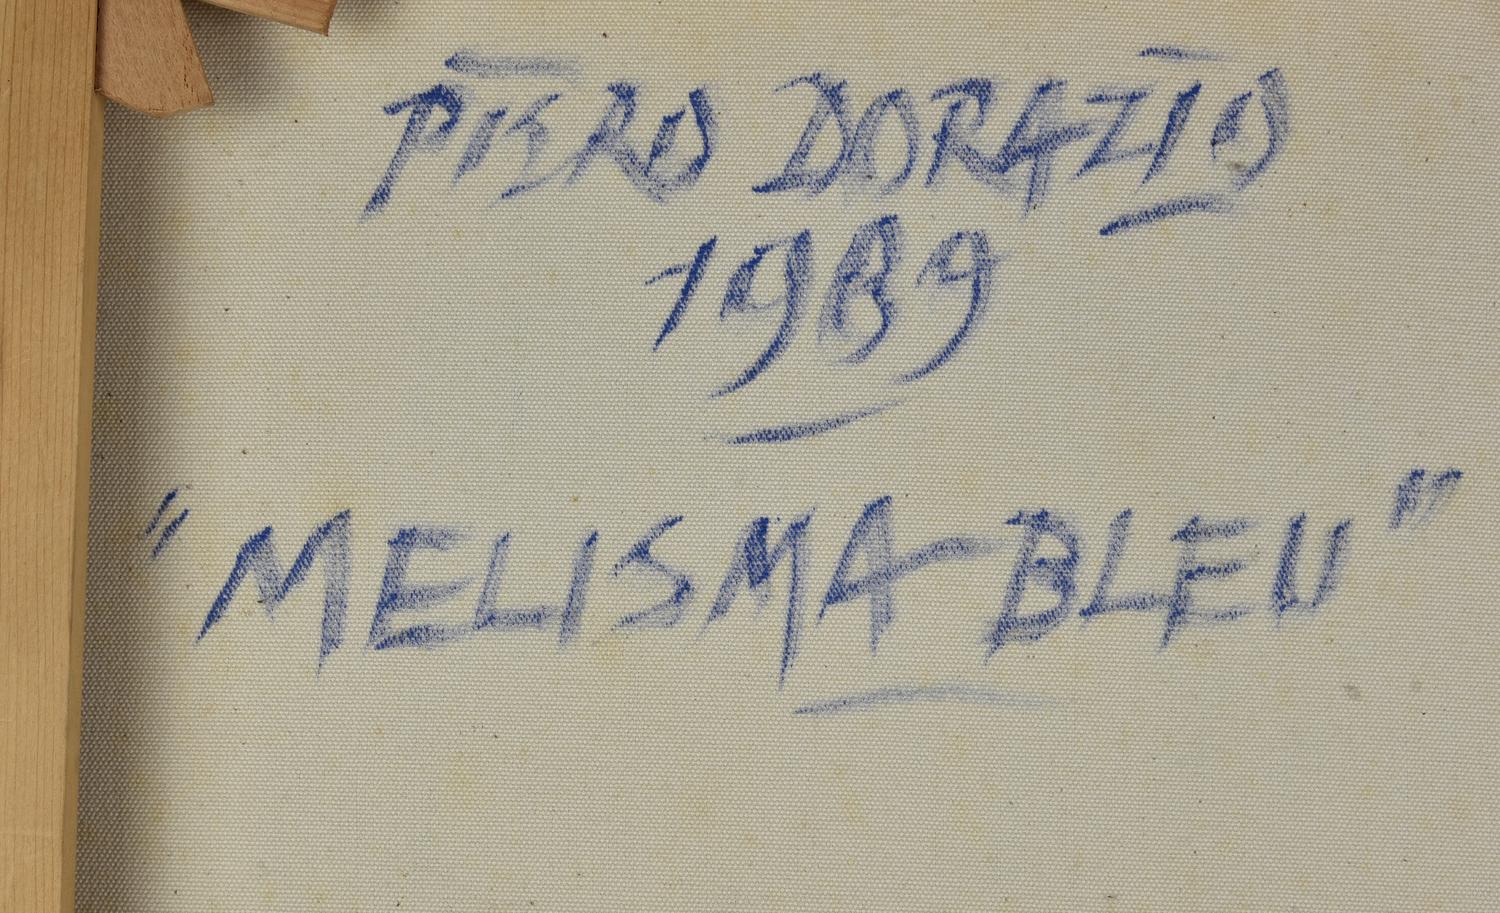 PIERO DORAZIO
1989
"MELISMA-BLEU"